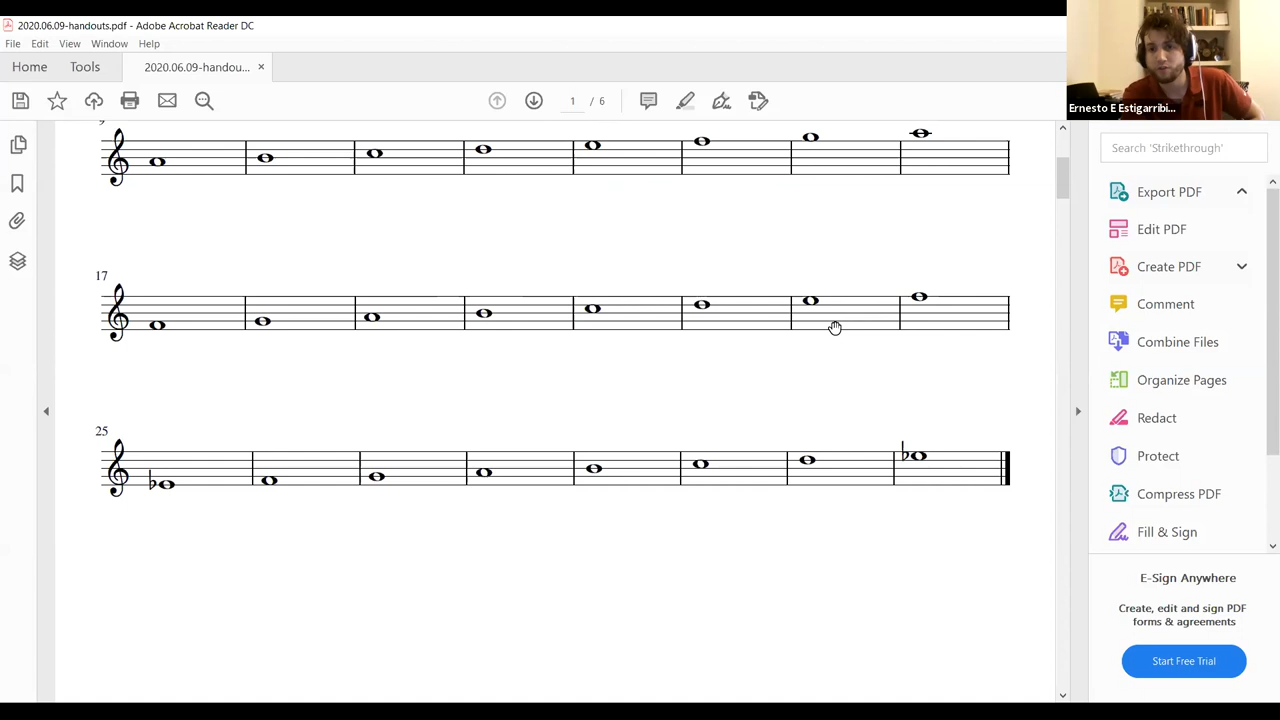 2020.06.09-handouts.pdf - Adobe Acrobat Reader DC
File Edit View Window Help
Home Tools 2020.06.09-handou... ×
1 / 6
Ernesto E Estigarribi...
Search 'Strikethrough'
Export PDF
Edit PDF
Create PDF
Comment
Combine Files
Organize Pages
Redact
Protect
Compress PDF
Fill & Sign
E-Sign Anywhere
Create, edit and sign PDF
forms & agreements
Start Free Trial
9
17
25